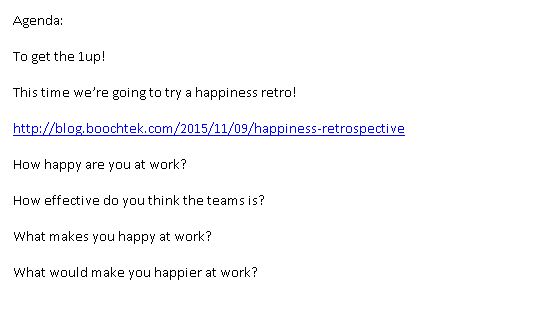 Agenda:
To get the 1up!
This time we’re going to try a happiness retro!
http://blog.boochtek.com/2015/11/09/happiness-retrospective
How happy are you at work?
How effective do you think the teams is?
What makes you happy at work?
What would make you happier at work?